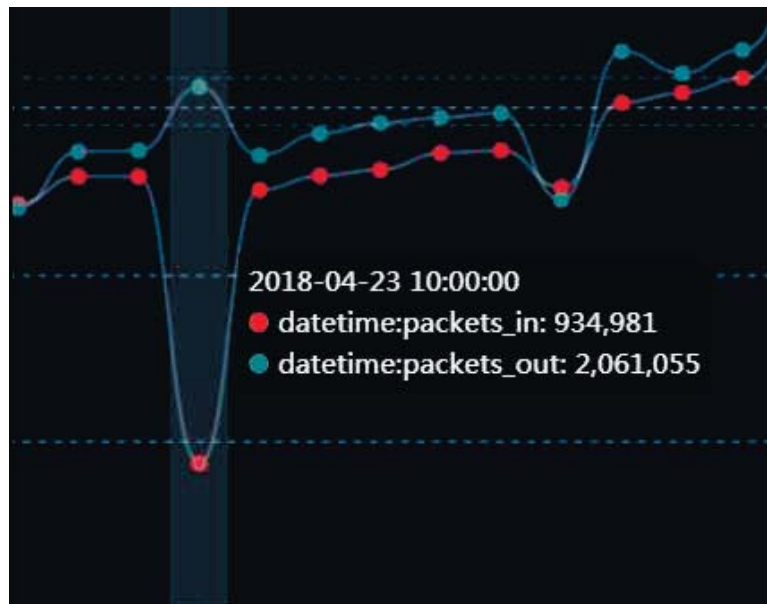 2018-04-23 10:00:00
datetime:packets_in: 934,981
datetime:packets_out: 2,061,055